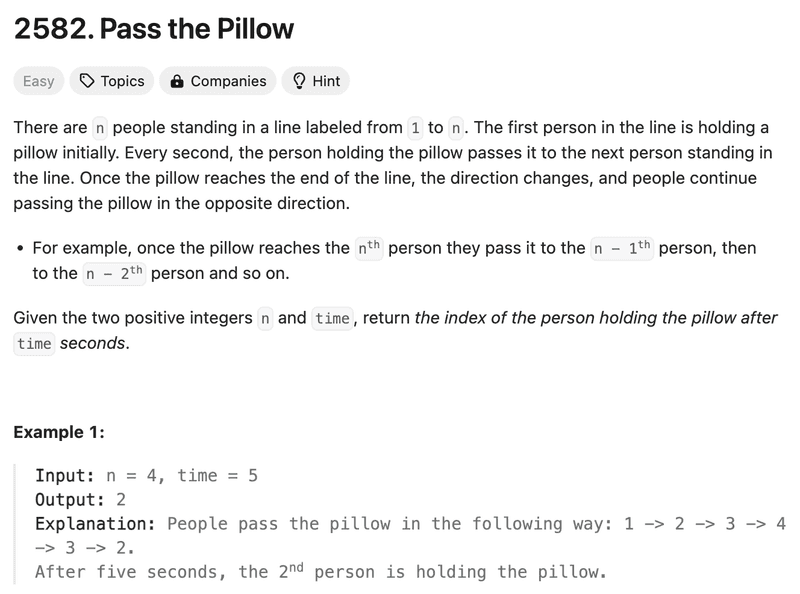 2582. Pass the Pillow
Easy Topics Companies Hint
There are n people standing in a line labeled from 1 to n. The first person in the line is holding a
pillow initially. Every second, the person holding the pillow passes it to the next person standing in
the line. Once the pillow reaches the end of the line, the direction changes, and people continue
passing the pillow in the opposite direction.
• For example, once the pillow reaches the nth person they pass it to the n - 1th person, then
to the n - 2th person and so on.
Given the two positive integers n and time, return the index of the person holding the pillow after
time seconds.
Example 1:
Input: n = 4, time = 5
Output: 2
Explanation: People pass the pillow in the following way: 1 -> 2 -> 3 -> 4
-> 3 -> 2.
After five seconds, the 2nd person is holding the pillow.